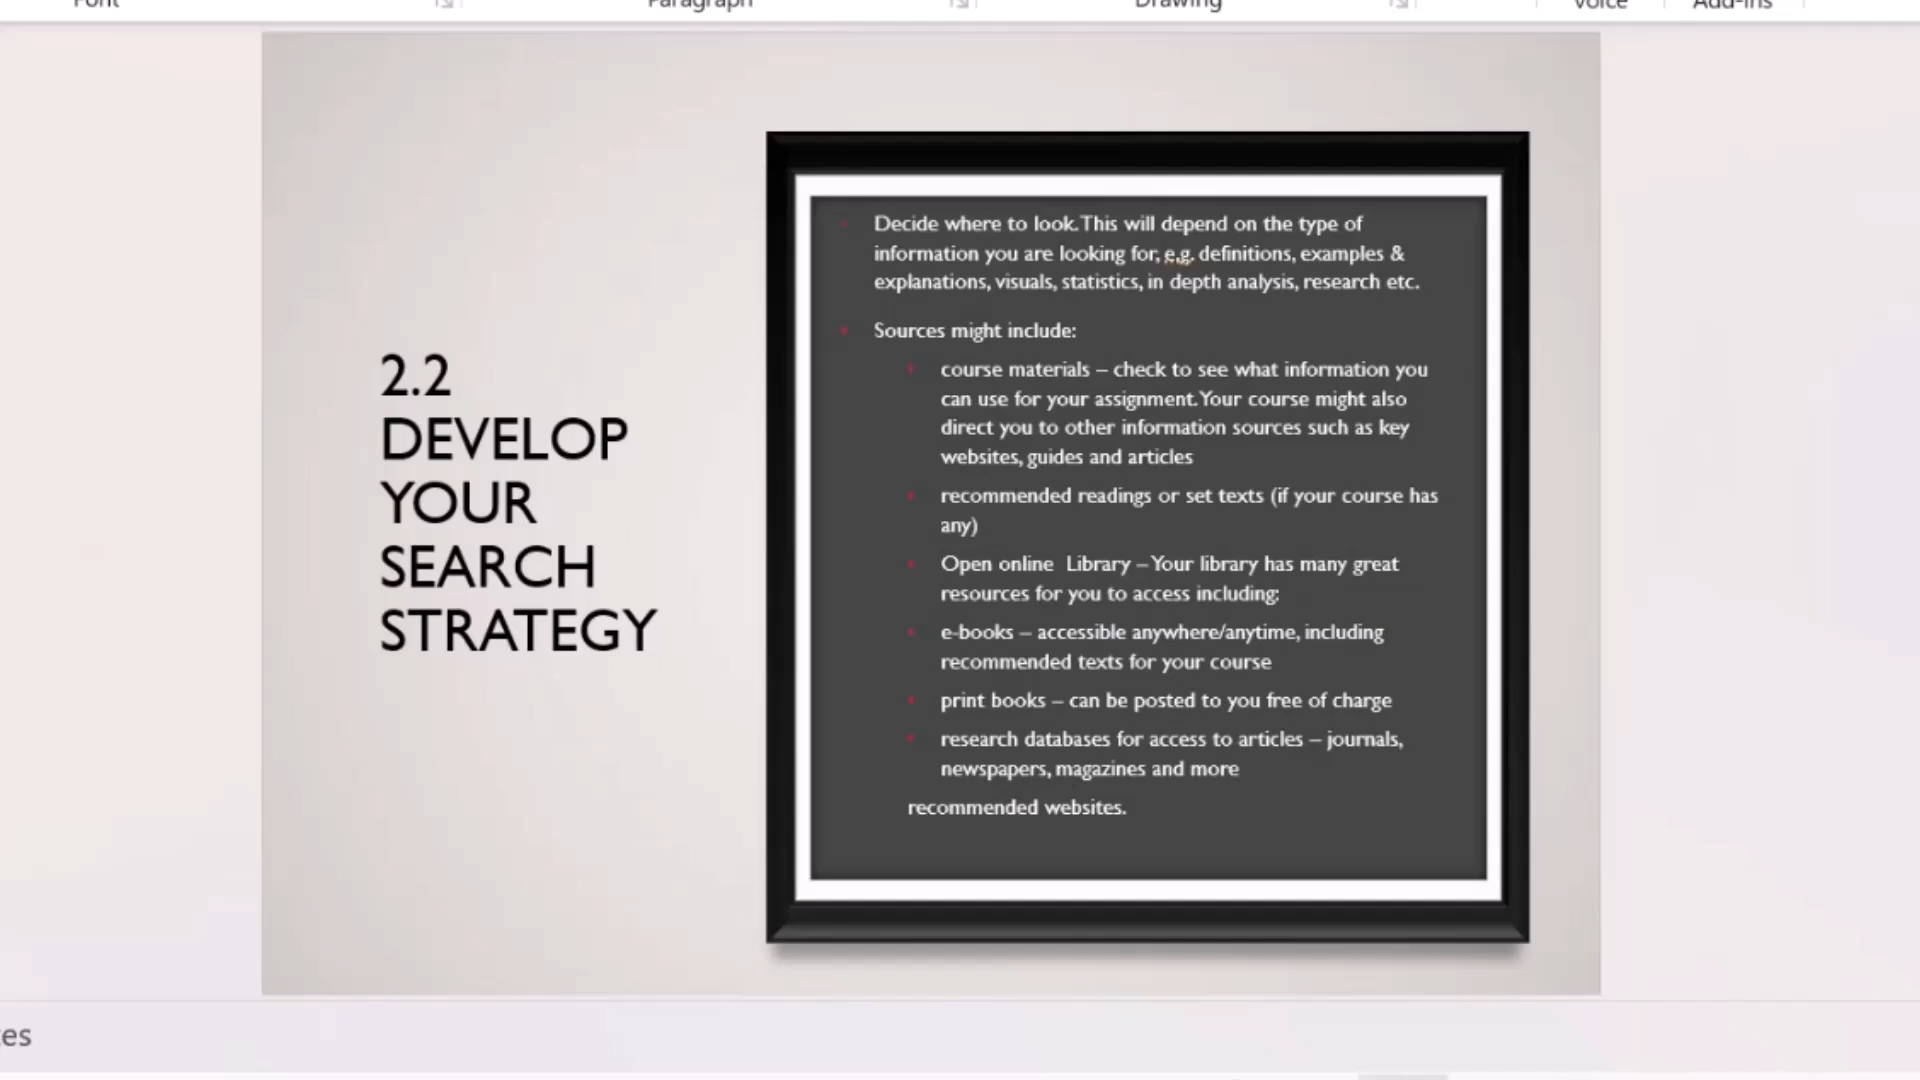 Font
Paragraph
Drawing
Voice
Add-ins
2.2
DEVELOP
YOUR
SEARCH
STRATEGY
Decide where to look. This will depend on the type of
information you are looking for, e.g. definitions, examples &
explanations, visuals, statistics, in depth analysis, research etc.
Sources might include:
course materials – check to see what information you
can use for your assignment. Your course might also
direct you to other information sources such as key
websites, guides and articles
recommended readings or set texts (if your course has
any)
Open online  Library – Your library has many great
resources for you to access including:
e-books – accessible anywhere/anytime, including
recommended texts for your course
print books – can be posted to you free of charge
research databases for access to articles – journals,
newspapers, magazines and more
recommended websites.